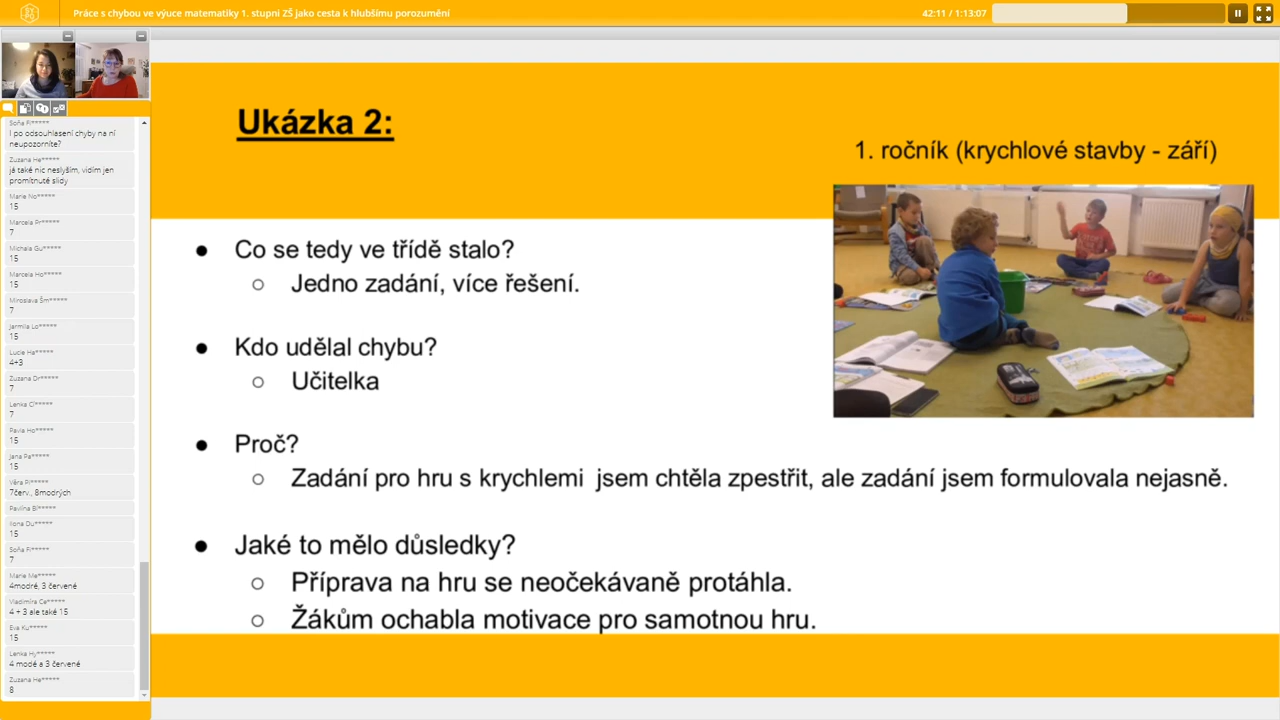 Práce s chybou ve výuce matematiky 1. stupni ZŠ jako cesta k hlubšímu porozumění
42:11 / 1:13:07
Soňa Fi*****
I po odsouhlasení chyby na ní
neupozorníte?
Zuzana He*****
já také nic neslyším, vidím jen
promítnuté slidy
Marie No*****
15
Marcela Pr*****
7
Michala Gu*****
15
Marcela Ho*****
15
Miroslava Šm*****
7
Jarmila Lo*****
15
Lucie Ha*****
4+3
Zuzana Dr*****
7
Lenka Cí*****
7
Pavla Ho*****
15
Jana Pa*****
15
Věra Pl*****
7červ., 8modrých
Pavlína Bl*****
Ilona Du*****
15
Soňa Fi*****
7
Marie Ma*****
4modré, 3 červené
Vladimíra Ca*****
4 + 3 ale také 15
Eva Ku*****
15
Lenka Hy*****
4 modé a 3 červené
Zuzana He*****
8
Ukázka 2:
1. ročník (krychlové stavby - září)
● Co se tedy ve třídě stalo?
○ Jedno zadání, více řešení.
● Kdo udělal chybu?
○ Učitelka
● Proč?
○ Zadání pro hru s krychlemi jsem chtěla zpestřit, ale zadání jsem formulovala nejasně.
● Jaké to mělo důsledky?
○ Příprava na hru se neočekávaně protáhla.
○ Žákům ochabla motivace pro samotnou hru.